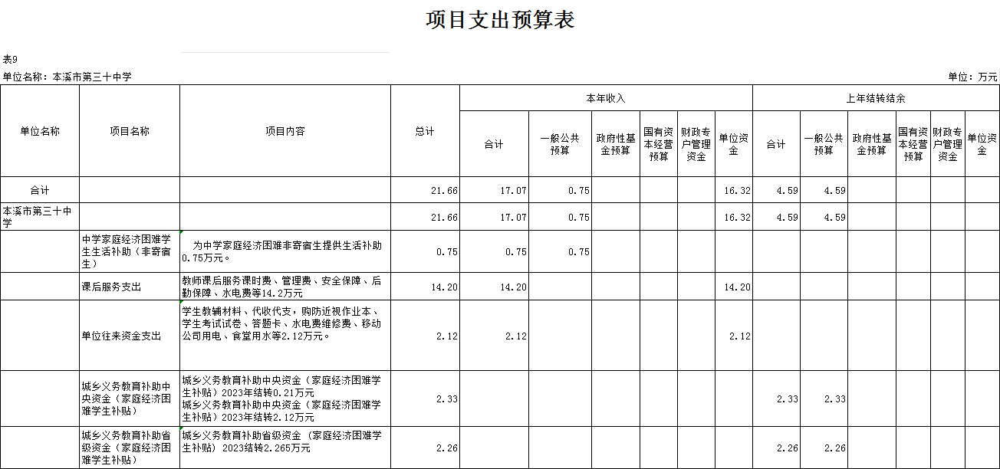 项目支出预算表
表9
单位名称：本溪市第三十中学
单位：万元
单位名称
项目名称
项目内容
总计
本年收入
上年结转结余
合计
一般公共
预算
政府性基
金预算
国有资
本经营
预算
财政专
户管理
资金
单位资
金
合计
一般公共
预算
政府性基
金预算
国有资
本经营
预算
财政专
户管理
资金
单位资
金
合计 21.66 17.07 0.75 16.32 4.59 4.59
本溪市第三十中
学
21.66 17.07 0.75 16.32 4.59 4.59
中学家庭经济困难学
生生活补助（非寄宿
生）
为中学家庭经济困难非寄宿生提供生活补助
0.75万元。
0.75 0.75 0.75
课后服务支出
教师课后服务课时费、管理费、安全保障、后
勤保障、水电费等14.2万元
14.20 14.20 14.20
单位往来资金支出
学生教辅材料、代收代支，购防近视作业本、
学生考试试卷、答题卡、水电费维修费、移动
公司用电、食堂用水等2.12万元。
2.12 2.12 2.12
城乡义务教育补助中
央资金（家庭经济困
难学生补贴）
城乡义务教育补助中央资金（家庭经济困难学
生补贴）2023年结转0.21万元
城乡义务教育补助中央资金（家庭经济困难学
生补贴）2023年结转2.12万元
2.33 2.33 2.33
城乡义务教育补助省
级资金（家庭经济困
难学生补贴）
城乡义务教育补助省级资金（家庭经济困难学
生补贴）2023结转2.265万元
2.26 2.26 2.26